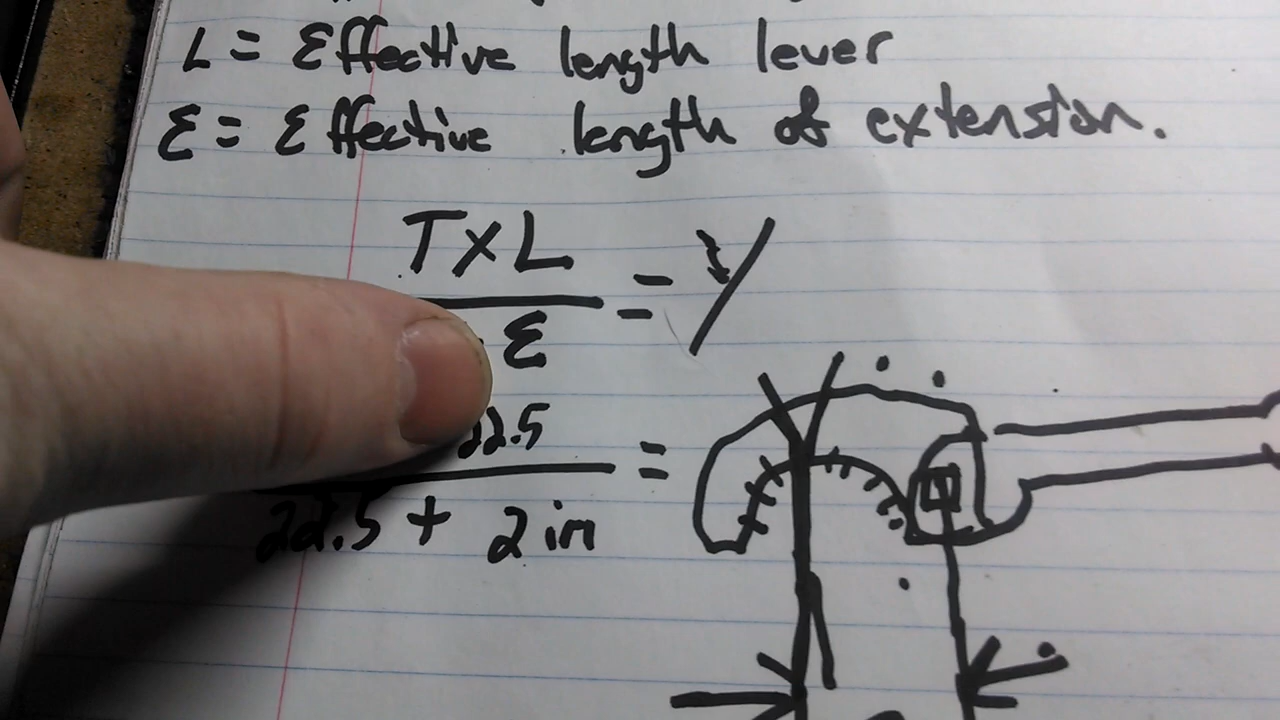 L = Effective length lever
E = Effective length of extension.
T X L
E
= Y
22.5
=
22.5 + 2 in